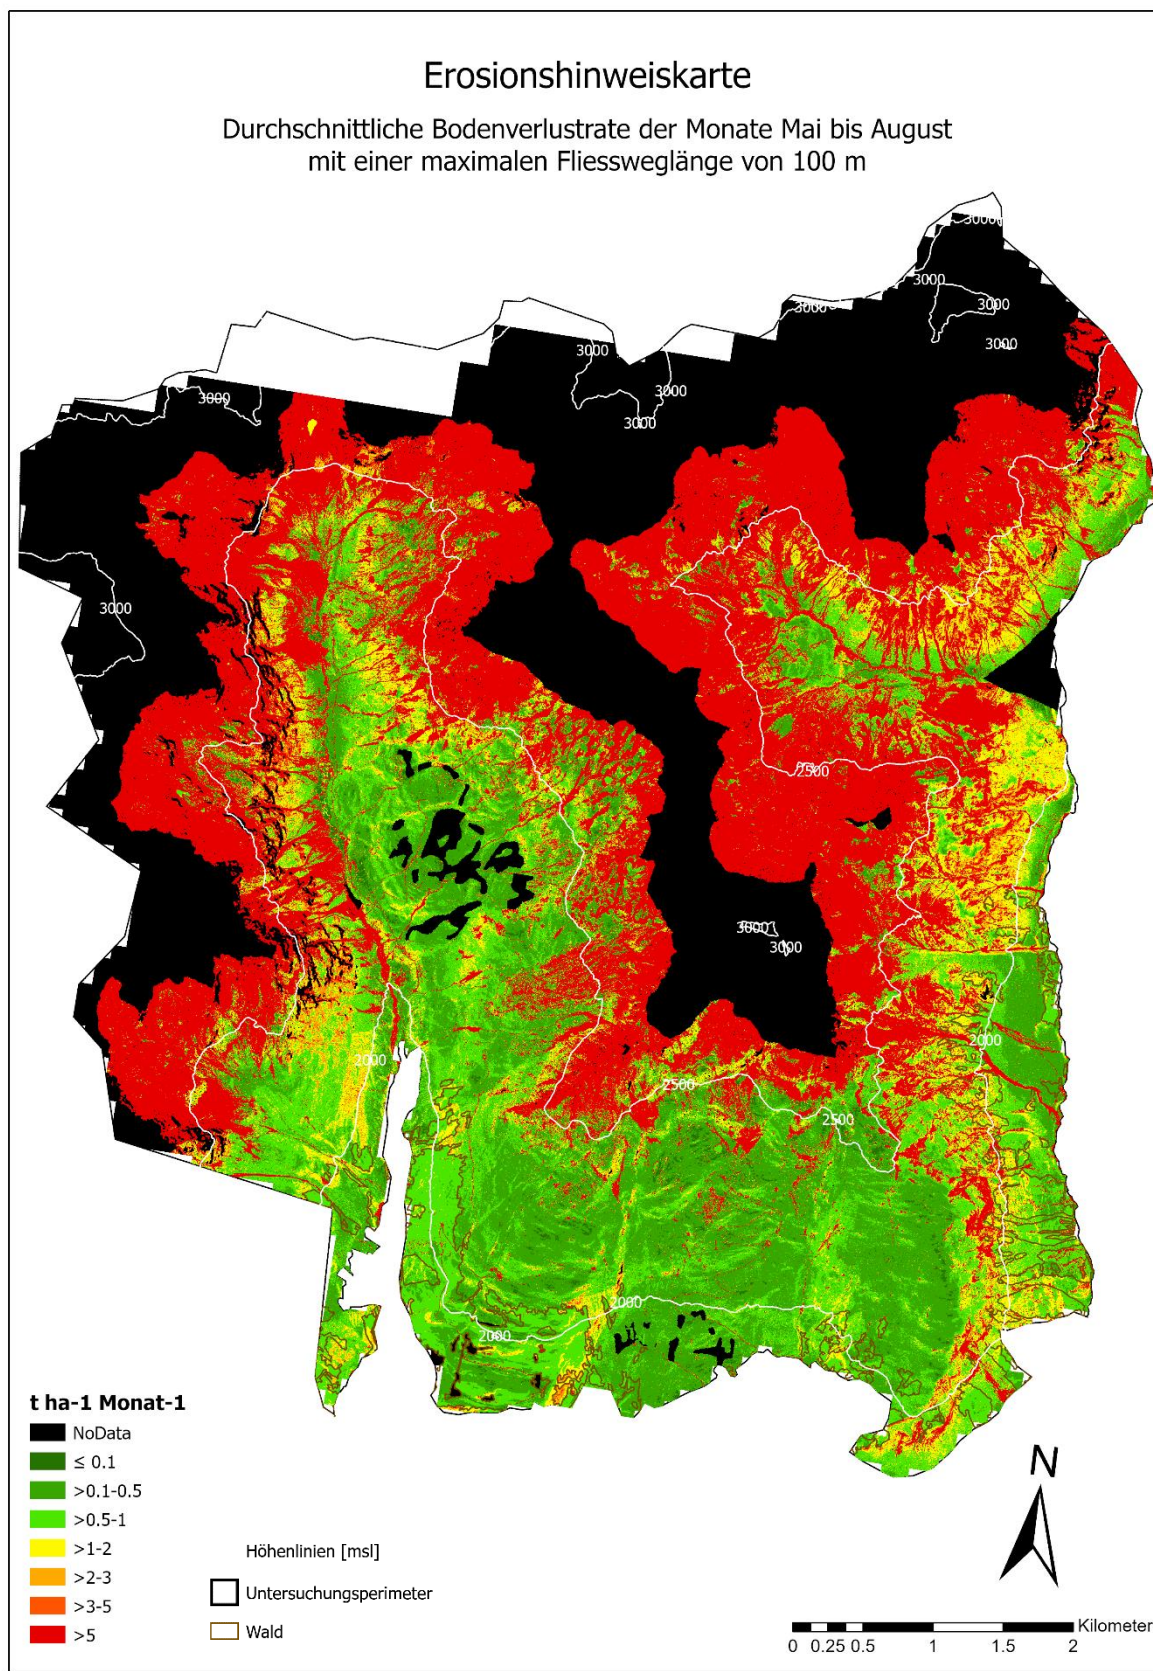 Erosionshinweiskarte
Durchschnittliche Bodenverlustrate der Monate Mai bis August
mit einer maximalen Fliessweglänge von 100 m
3000
3000
3000
3000
3000
3000
3000
3000
3000
3000
3000
2500
3000
3000
2000
2000
2500
2500
2000
2000
t ha-1 Monat-1
NoData
≤ 0.1
>0.1-0.5
>0.5-1
>1-2
>2-3
>3-5
>5
Höhenlinien [msl]
Untersuchungsperimeter
Wald
N
Kilometer
0 0.25 0.5 1 1.5 2